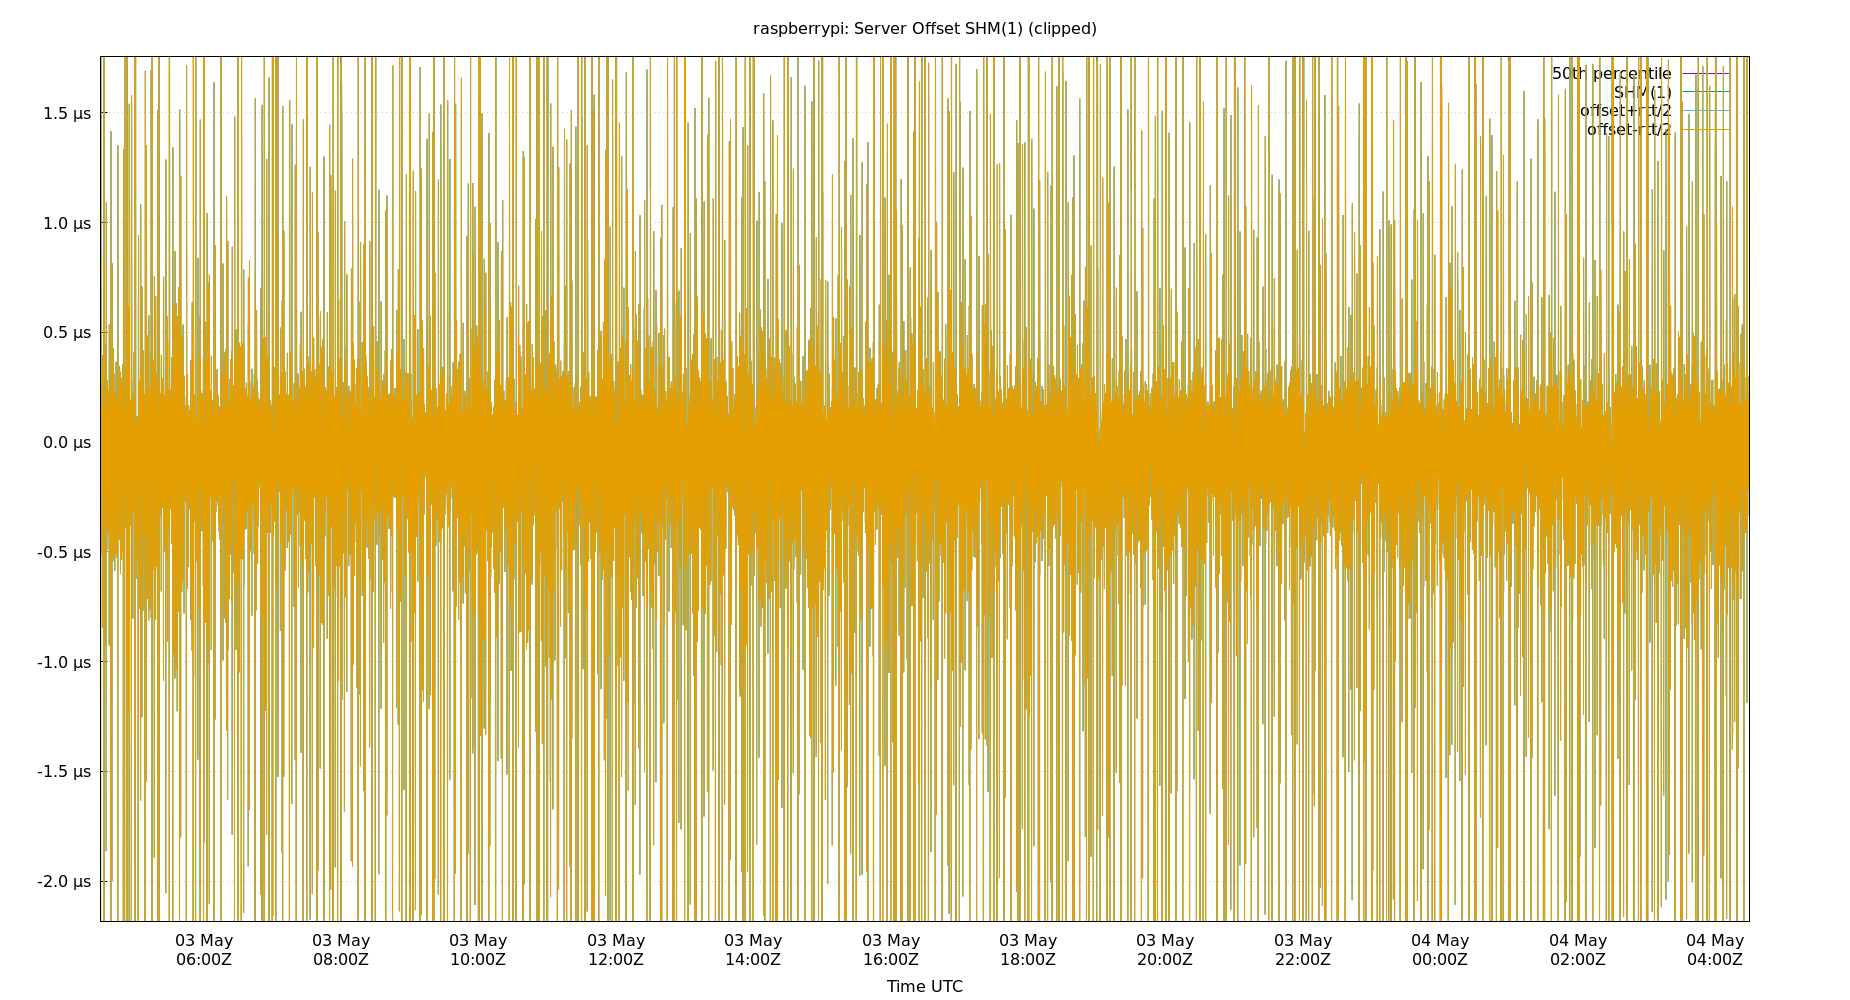 raspberrypi: Server Offset SHM(1) (clipped)
50th percentile
SHM(1)
offset+rtt/2
offset-rtt/2
1.5 µs
1.0 µs
0.5 µs
0.0 µs
-0.5 µs
-1.0 µs
-1.5 µs
-2.0 µs
03 May 03 May 03 May 03 May 03 May 03 May 03 May 03 May 03 May 04 May 04 May 04 May
06:00Z 08:00Z 10:00Z 12:00Z 14:00Z 16:00Z 18:00Z 20:00Z 22:00Z 00:00Z 02:00Z 04:00Z
Time UTC